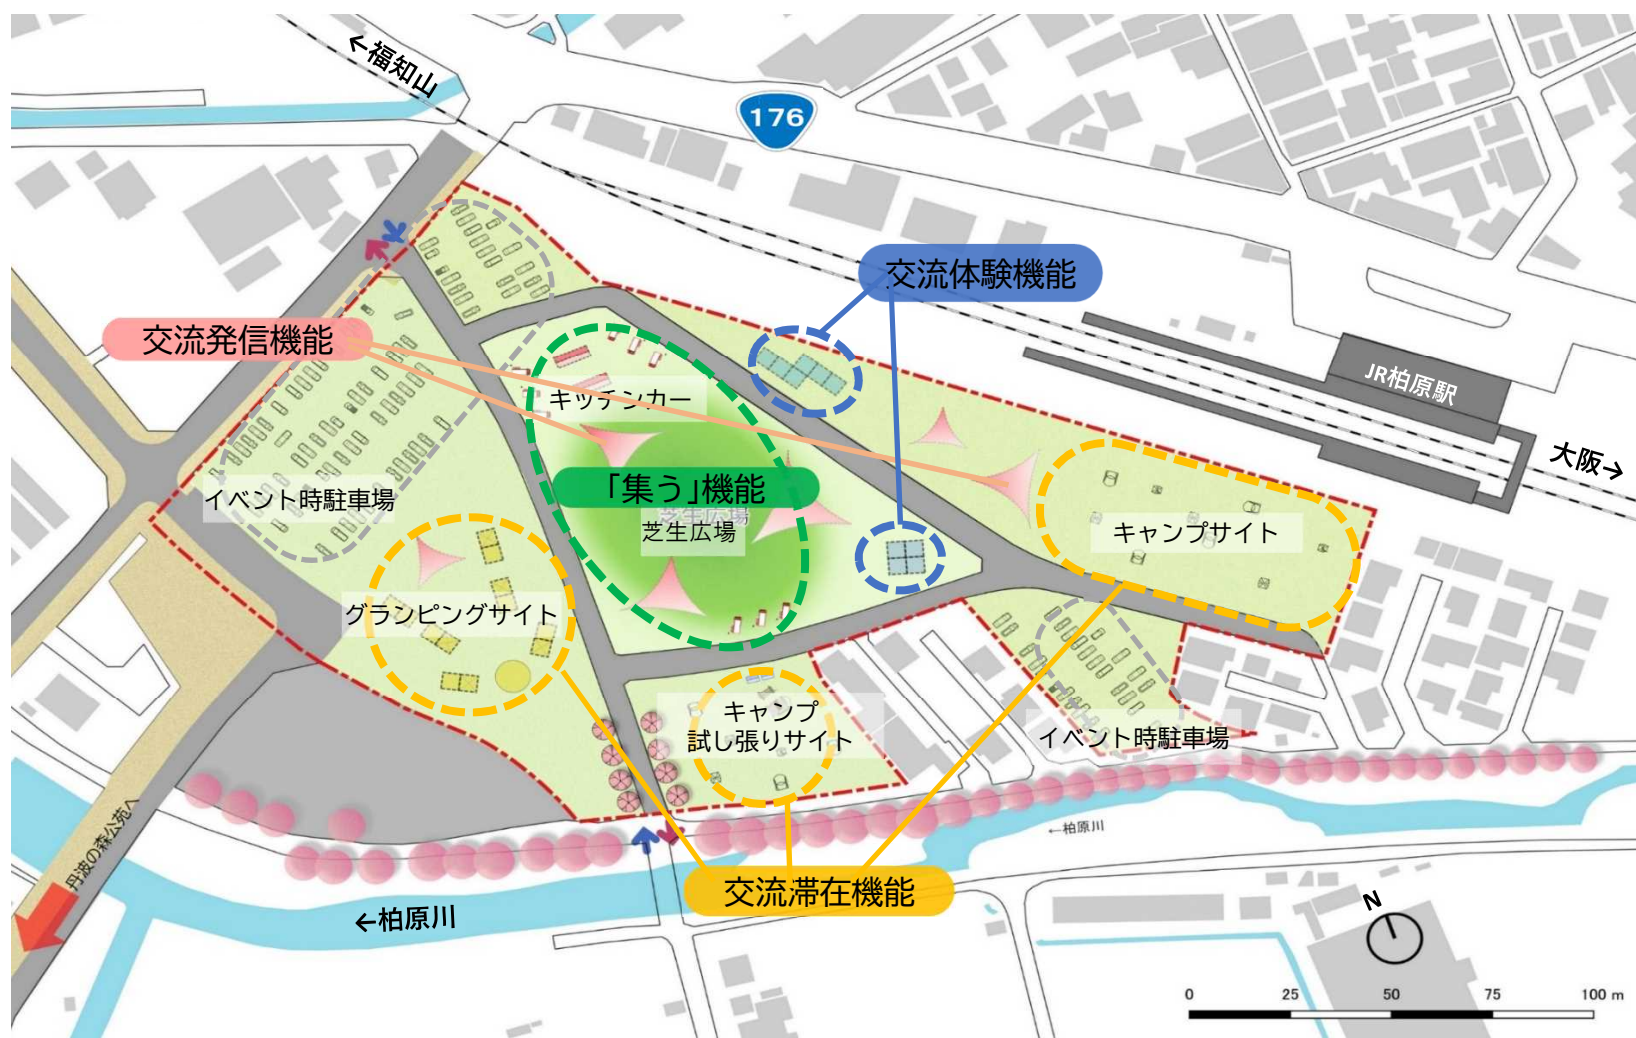 ←福知山
176
交流体験機能
交流発信機能
JR柏原駅
大阪→
キッチンカー
「集う」機能
芝生広場
芝生広場
イベント時駐車場
キャンプサイト
グランピングサイト
キャンプ
試し張りサイト
イベント時駐車場
丹波の森公苑へ
←柏原川
交流滞在機能
←柏原川
N
0 25 50 75 100 m